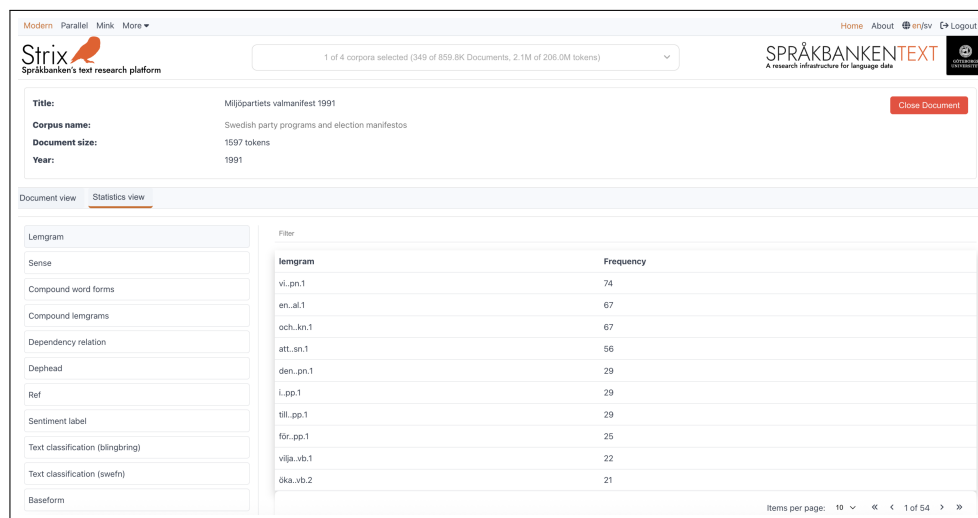 Modern Parallel Mink More
Home About en/sv Logout
Strix
Språkbanken's text research platform
1 of 4 corpora selected (349 of 859.8K Documents, 2.1M of 206.0M tokens)
SPRÅKBANKENTEXT
A research infrastructure for language data
GÖTEBORGS
UNIVERSITET
Title: Miljöpartiets valmanifest 1991
Close Document
Corpus name: Swedish party programs and election manifestos
Document size: 1597 tokens
Year: 1991
Document view Statistics view
Lemgram
Sense
Compound word forms
Compound lemgrams
Dependency relation
Dephead
Ref
Sentiment label
Text classification (blingbring)
Text classification (swefn)
Baseform
Filter
lemgram Frequency
vi..pn.1 74
en..al.1 67
och..kn.1 67
att..sn.1 56
den..pn.1 29
i..pp.1 29
till..pp.1 29
för..pp.1 25
vilja..vb.1 22
öka..vb.2 21
Items per page: 10 « ‹ 1 of 54 › »